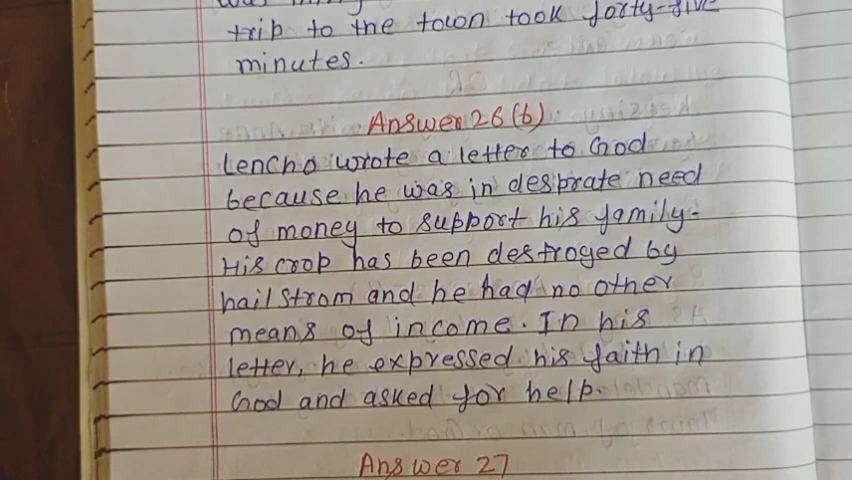 trip to the town took forty-five
minutes.
Answer 26 (b)
Lencho wrote a letter to God
because he was in desprate need
of money to support his family.
His crop has been destroyed by
hail strom and he had no other
means of income. In his
letter, he expressed his faith in
God and asked for help.
Answer 27